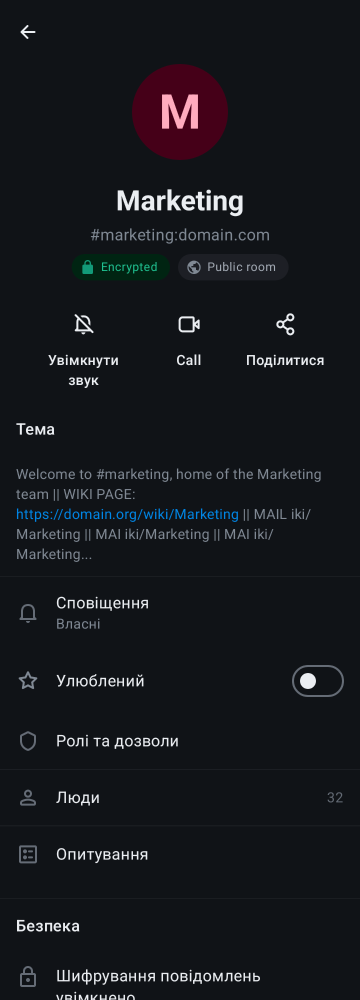 M
Marketing
#marketing:domain.com
Encrypted
Public room
Увімкнути
звук
Call
Поділитися
Тема
Welcome to #marketing, home of the Marketing
team || WIKI PAGE:
https://domain.org/wiki/Marketing || MAIL iki/
Marketing || MAI iki/Marketing || MAI iki/
Marketing...
Сповіщення
Власні
Улюблений
Ролі та дозволи
Люди 32
Опитування
Безпека
Шифрування повідомлень
увімкнено